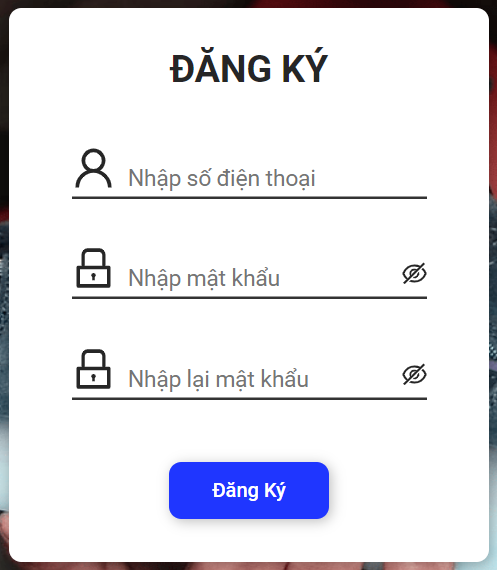 ĐĂNG KÝ
Nhập số điện thoại
Nhập mật khẩu
Nhập lại mật khẩu
Đăng Ký